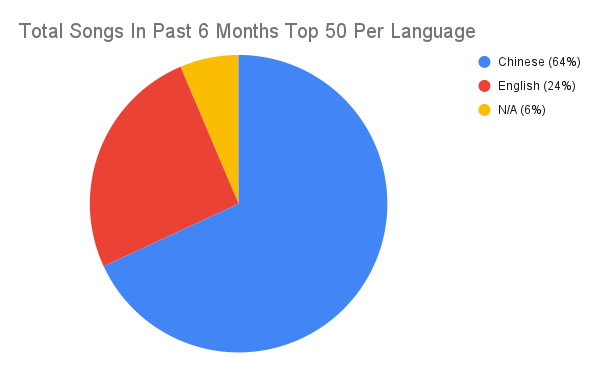 Total Songs In Past 6 Months Top 50 Per Language
Chinese (64%)
English (24%)
N/A (6%)